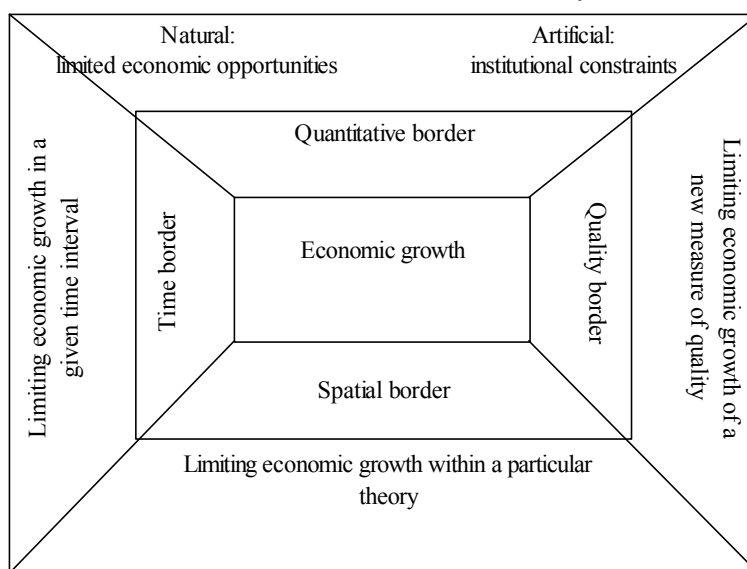 Natural:
limited economic opportunities
Artificial:
institutional constraints
Quantitative border
Limiting economic growth in a
given time interval
Time border
Economic growth
Quality border
Limiting economic growth of a
new measure of quality
Spatial border
Limiting economic growth within a particular
theory